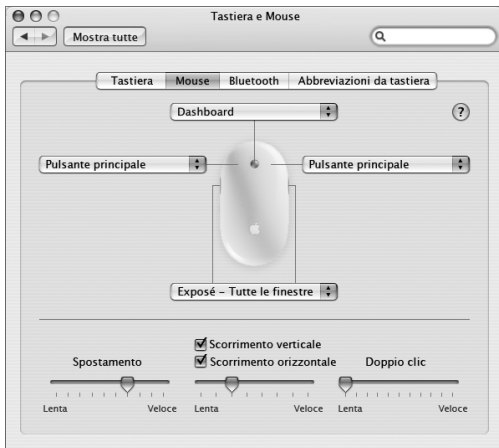 Tastiera e Mouse
Mostra tutte
Tastiera Mouse Bluetooth Abbreviazioni da tastiera
Dashboard
?
Pulsante principale
Pulsante principale
Exposé – Tutte le finestre
Scorrimento verticale
Spostamento
Scorrimento orizzontale
Doppio clic
Lenta Veloce
Lenta Veloce
Lenta Veloce